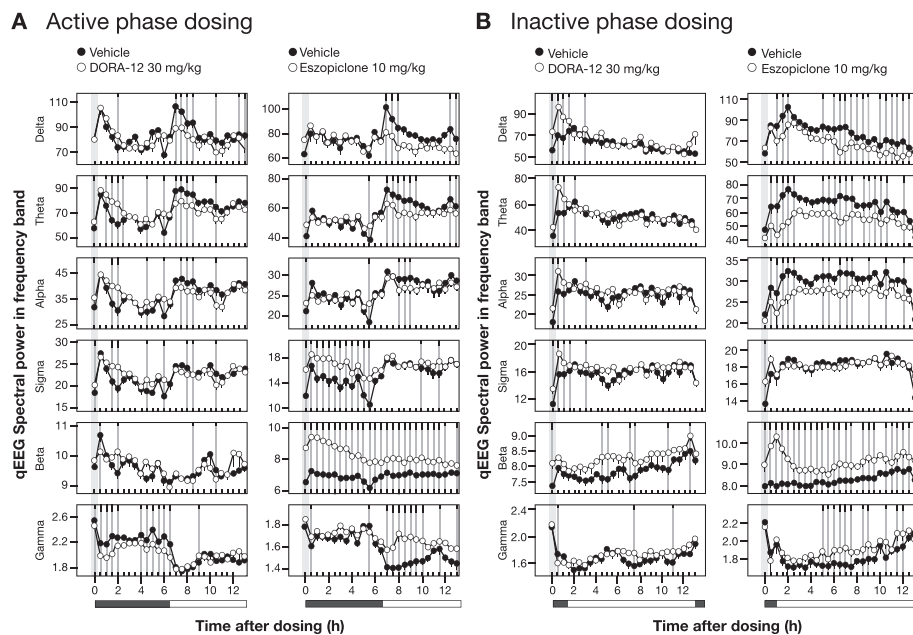 A Active phase dosing
B Inactive phase dosing
Vehicle
DORA-12 30 mg/kg
Vehicle
Eszopiclone 10 mg/kg
Vehicle
DORA-12 30 mg/kg
Vehicle
Eszopiclone 10 mg/kg
qEEG Spectral power in frequency band
Delta
110
90
70
100
80
60
Theta
90
70
50
60
40
Alpha
45
35
25
30
25
20
Sigma
30
25
20
15
18
14
10
Beta
11
10
9
10
8
6
Gamma
2.6
2.2
1.8
1.8
1.6
1.4
0 2 4 6 8 10 12
0 2 4 6 8 10 12
Time after dosing (h)
qEEG Spectral power in frequency band
Delta
90
70
50
110
90
70
50
Theta
80
60
40
80
70
60
50
40
Alpha
30
26
22
18
35
30
25
20
Sigma
20
16
12
20
18
16
14
Beta
9.0
8.5
8.0
7.5
10.0
9.0
8.0
Gamma
2.4
2.0
1.6
2.2
2.0
1.8
0 2 4 6 8 10 12
0 2 4 6 8 10 12
Time after dosing (h)